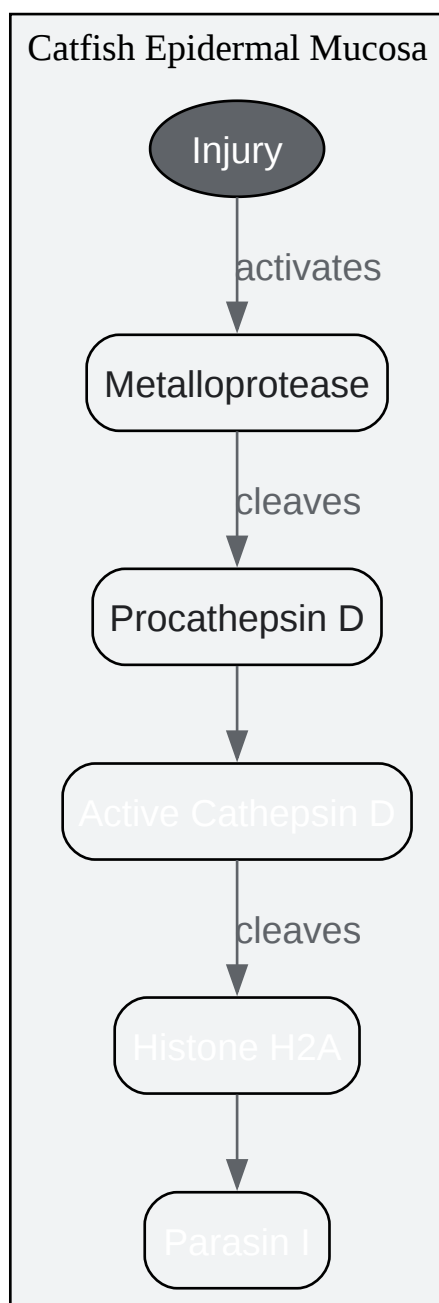 Catfish Epidermal Mucosa
Injury
activates
Metalloprotease
cleaves
Procathepsin D
Active Cathepsin D
cleaves
Histone H2A
Parasin I